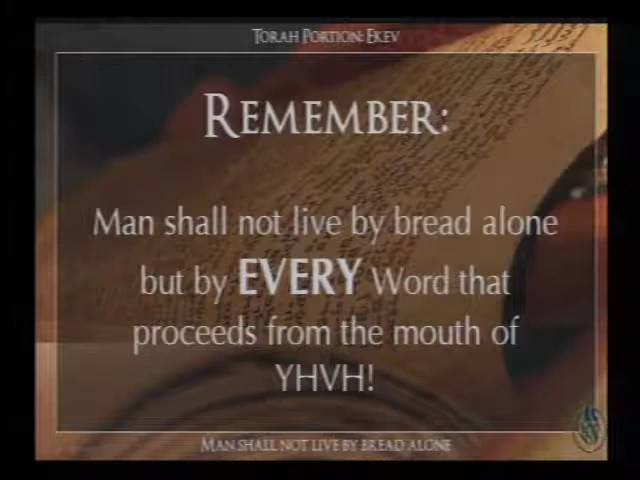 Torah Portion: Ekev
Remember:
Man shall not live by bread alone
but by EVERY Word that
proceeds from the mouth of
YHVH!
Man shall not live by bread alone